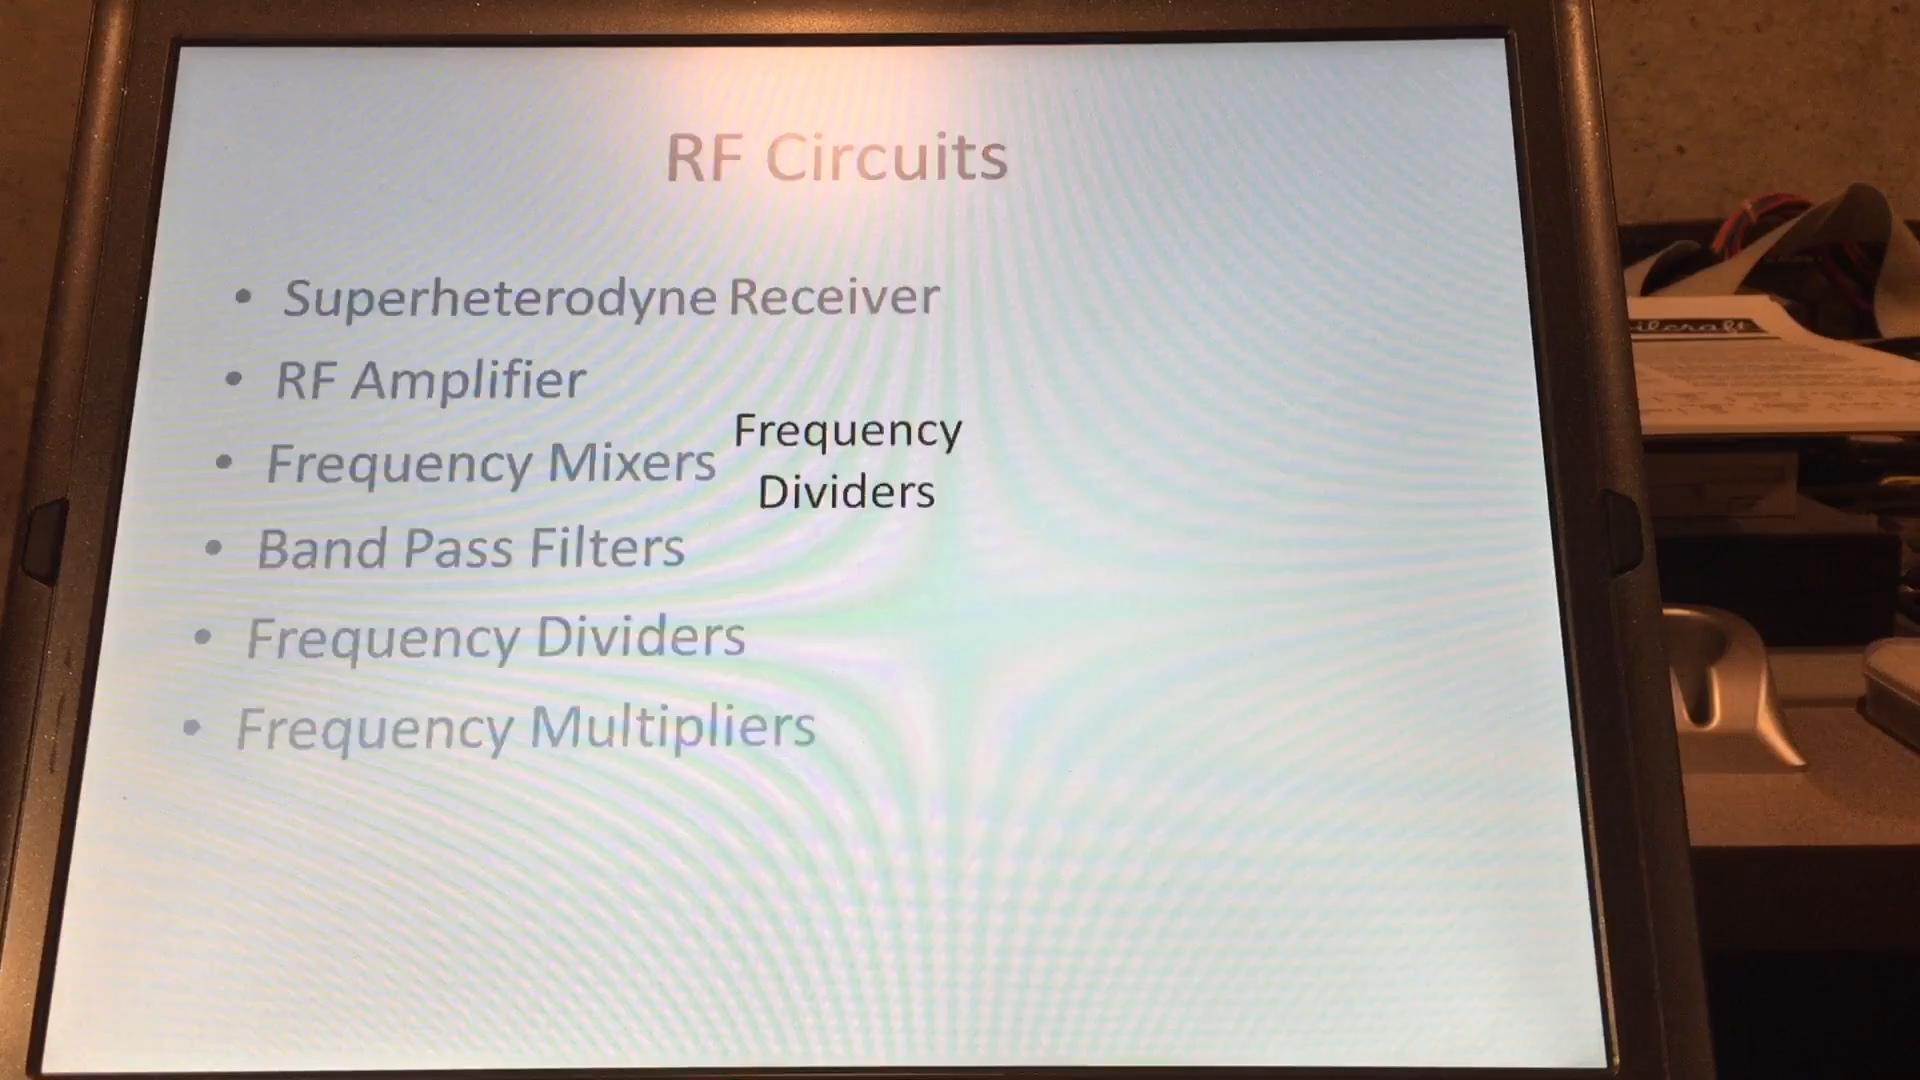 RF Circuits
• Superheterodyne Receiver
• RF Amplifier
• Frequency Mixers
Frequency
Dividers
• Band Pass Filters
• Frequency Dividers
• Frequency Multipliers